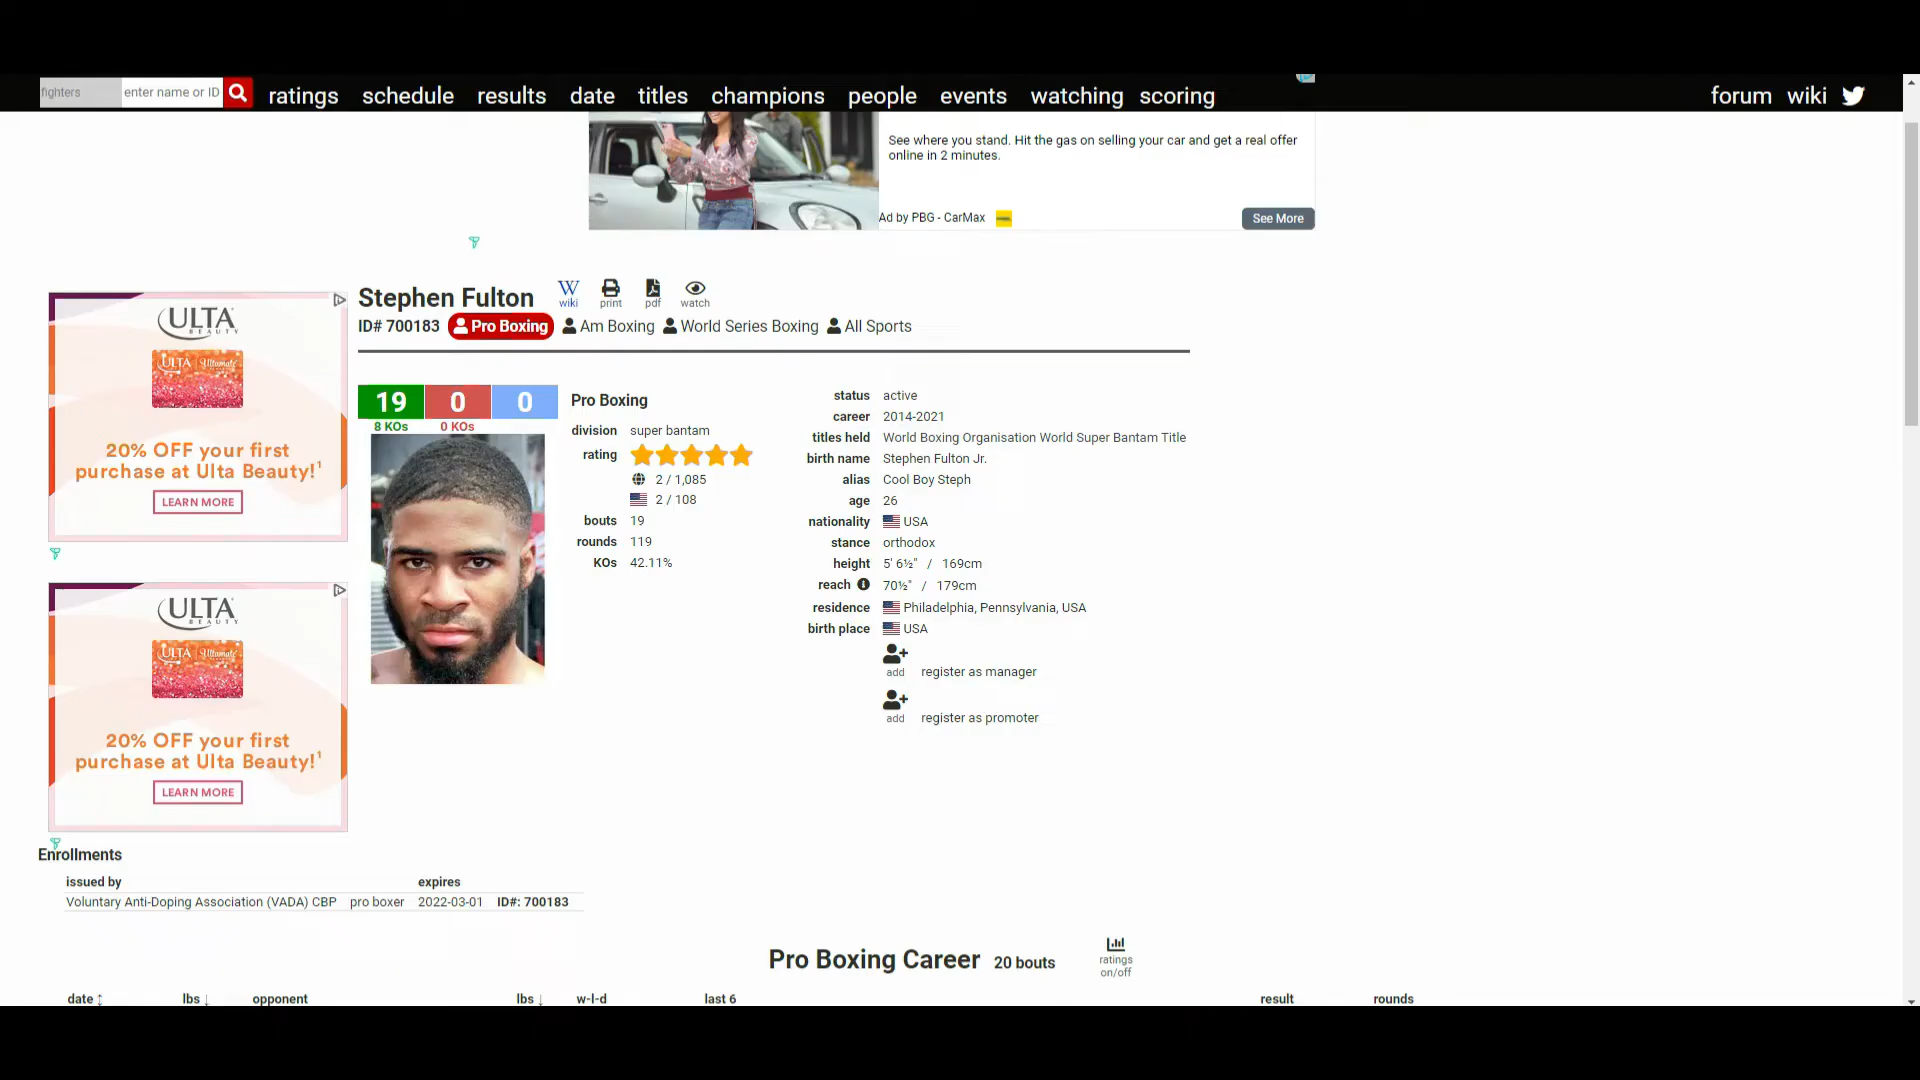 fighters
enter name or ID
ratings schedule results date titles champions people events watching scoring
forum wiki
See where you stand. Hit the gas on selling your car and get a real offer
online in 2 minutes.
Ad by PBG - CarMax
See More
ULTA
BEAUTY
ULTA Ultamate
20% OFF your first
purchase at Ulta Beauty!¹
LEARN MORE
ULTA
BEAUTY
ULTA Ultamate
20% OFF your first
purchase at Ulta Beauty!¹
LEARN MORE
Stephen Fulton
W
wiki print pdf watch
ID# 700183 Pro Boxing Am Boxing World Series Boxing All Sports
19 0 0
8 KOs 0 KOs
Pro Boxing
division super bantam
rating
2 / 1,085
2 / 108
bouts 19
rounds 119
KOs 42.11%
status active
career 2014-2021
titles held World Boxing Organisation World Super Bantam Title
birth name Stephen Fulton Jr.
alias Cool Boy Steph
age 26
nationality USA
stance orthodox
height 5' 6½" / 169cm
reach 70½" / 179cm
residence Philadelphia, Pennsylvania, USA
birth place USA
add register as manager
add register as promoter
Enrollments
issued by expires
Voluntary Anti-Doping Association (VADA) CBP pro boxer 2022-03-01 ID#: 700183
Pro Boxing Career 20 bouts
ratings
on/off
date lbs opponent lbs w-l-d last 6 result rounds